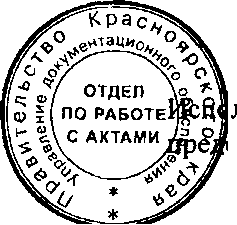 Правительство Красноярского края
Управление документационного обеспечения
ОТДЕЛ
ПО РАБОТЕ
С АКТАМИ